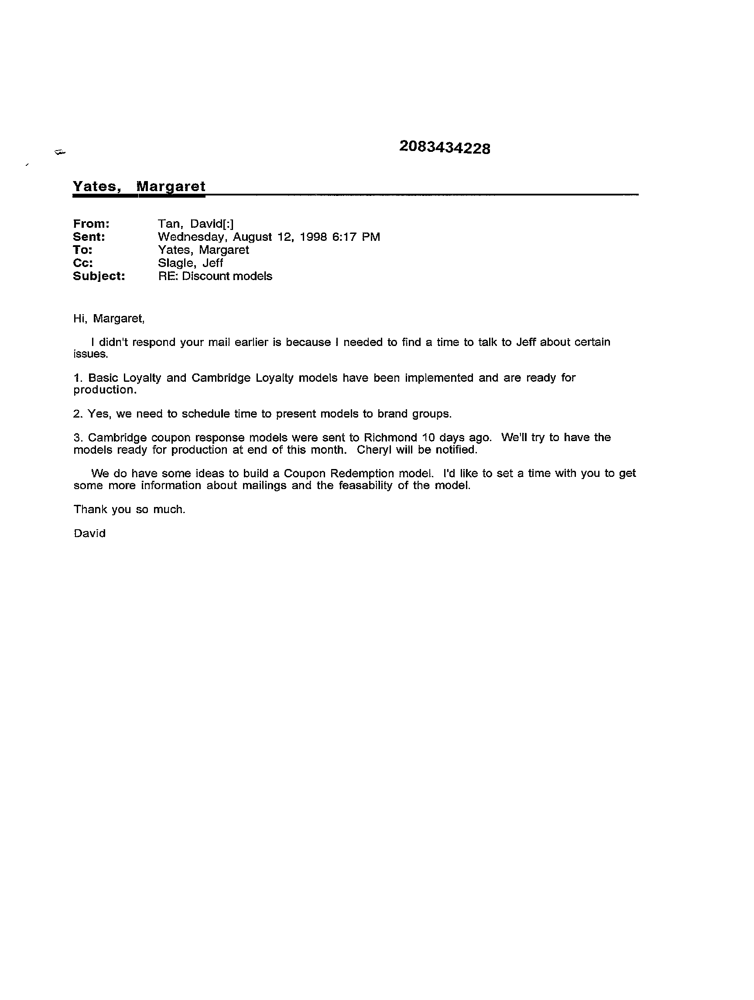 2083434228
Yates, Margaret
From: Tan, David[:]
Sent: Wednesday, August 12, 1998 6:17 PM
To: Yates, Margaret
Cc: Slagle, Jeff
Subject: RE: Discount models
Hi, Margaret,
I didn't respond your mail earlier is because I needed to find a time to talk to Jeff about certain
issues.
1. Basic Loyalty and Cambridge Loyalty models have been implemented and are ready for
production.
2. Yes, we need to schedule time to present models to brand groups.
3. Cambridge coupon response models were sent to Richmond 10 days ago. We'll try to have the
models ready for production at end of this month. Cheryl will be notified.
We do have some ideas to build a Coupon Redemption model. I'd like to set a time with you to get
some more information about mailings and the feasability of the model.
Thank you so much.
David